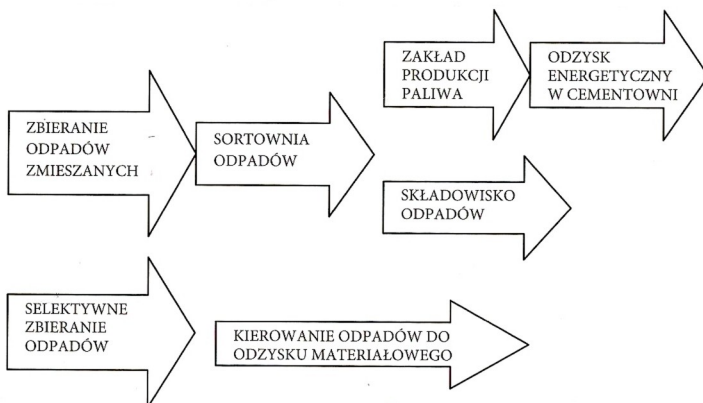 ZBIERANIE
ODPADÓW
ZMIESZANYCH
SORTOWNIA
ODPADÓW
ZAKŁAD
PRODUKCJI
PALIWA
ODZYSK
ENERGETYCZNY
W CEMENTOWNI
SKŁADOWISKO
ODPADÓW
SELEKTYWNE
ZBIERANIE
ODPADÓW
KIEROWANIE ODPADÓW DO
ODZYSKU MATERIAŁOWEGO